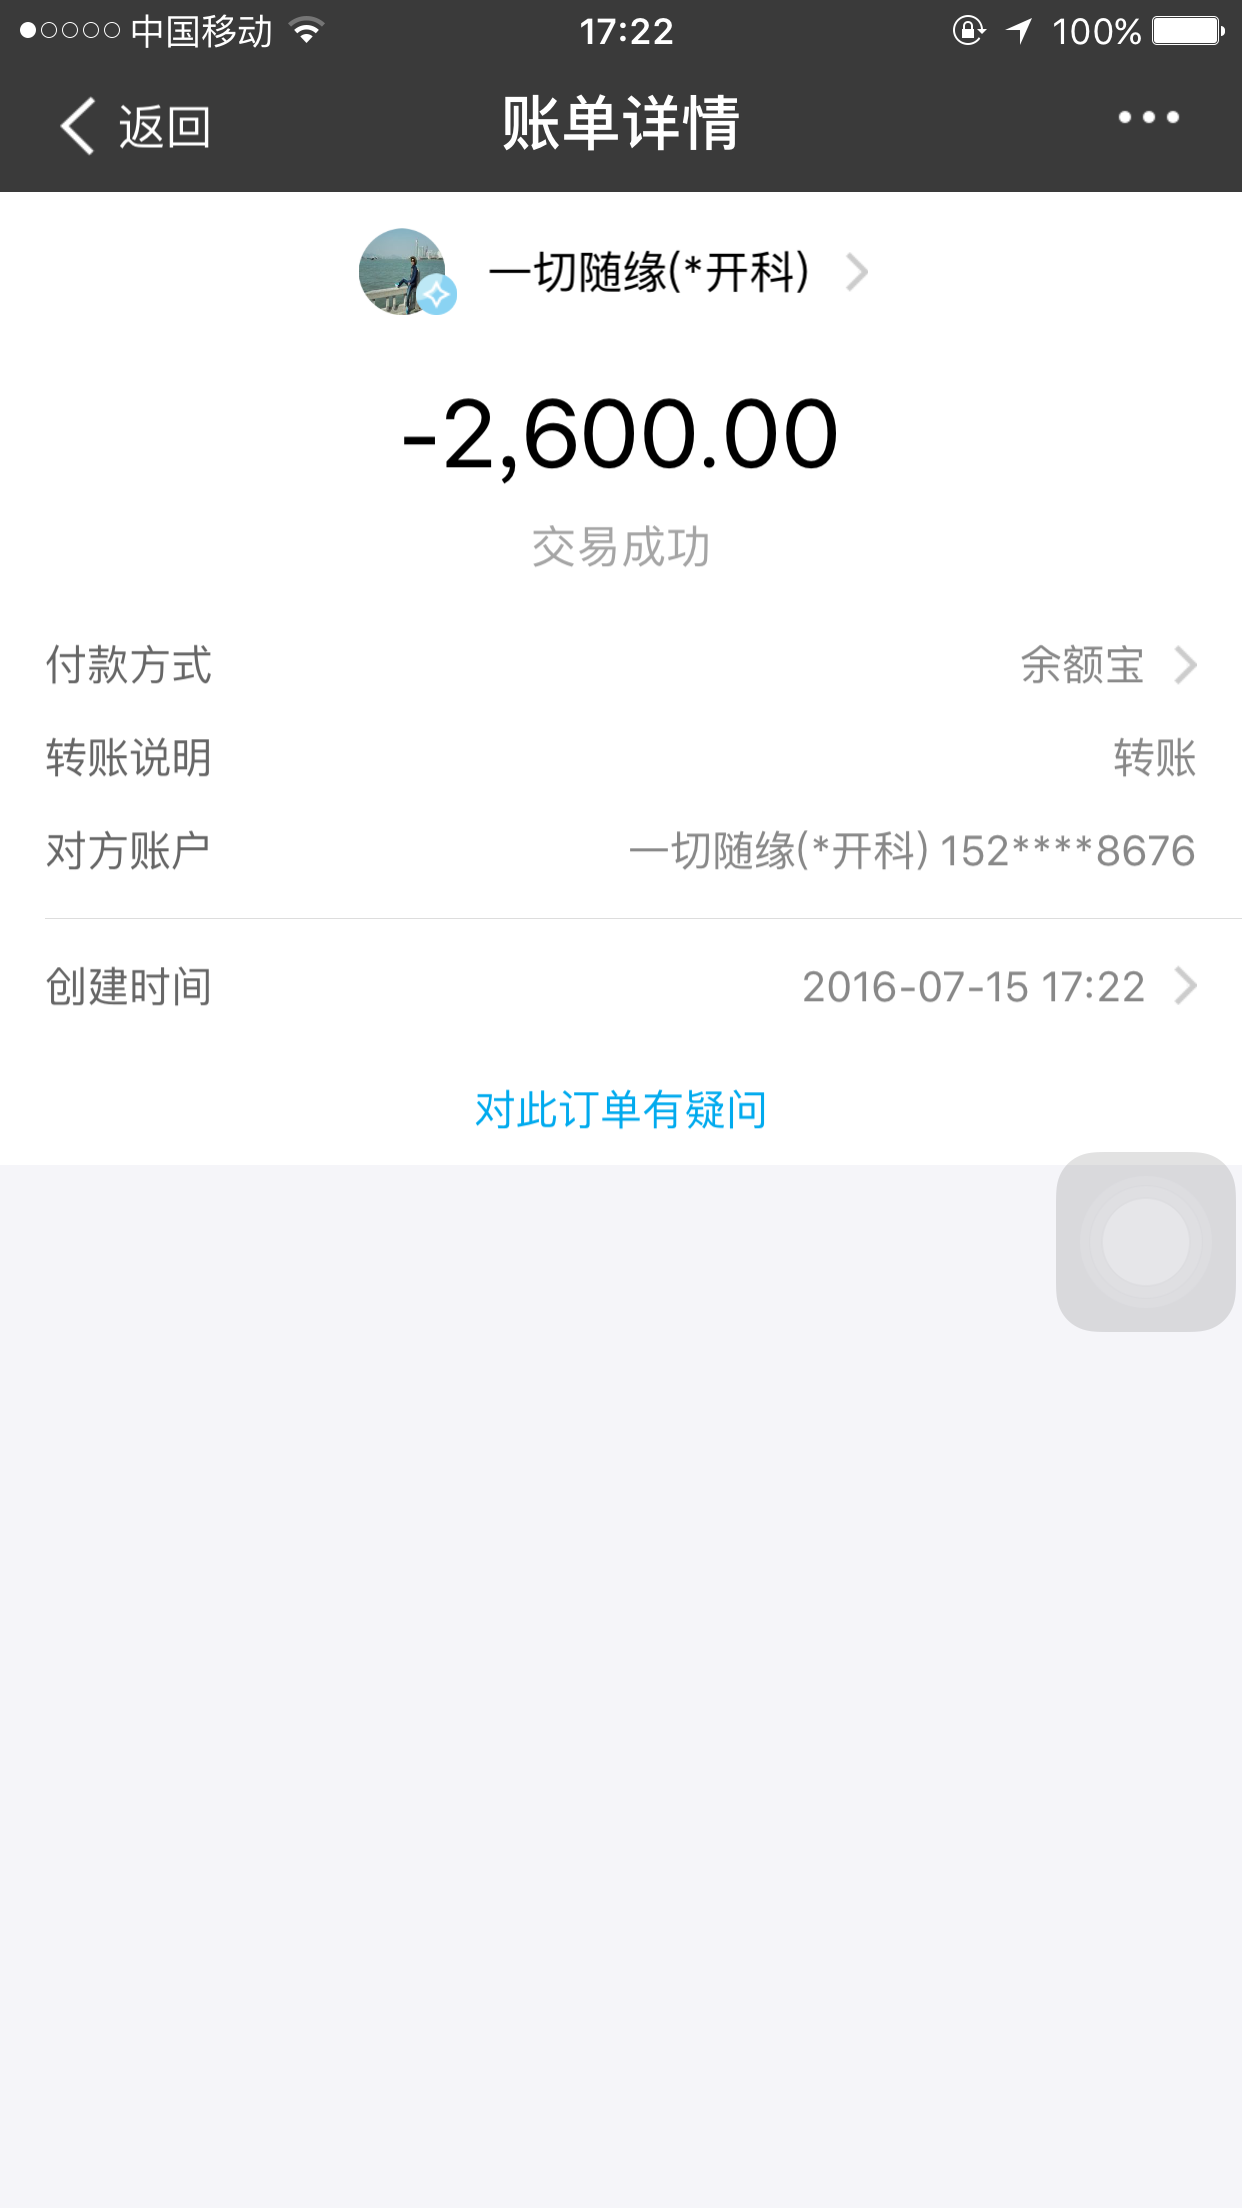 中国移动 17:22 100%
返回 账单详情
一切随缘(*开科)
-2,600.00
交易成功
付款方式 余额宝
转账说明 转账
对方账户 一切随缘(*开科) 152****8676
创建时间 2016-07-15 17:22
对此订单有疑问